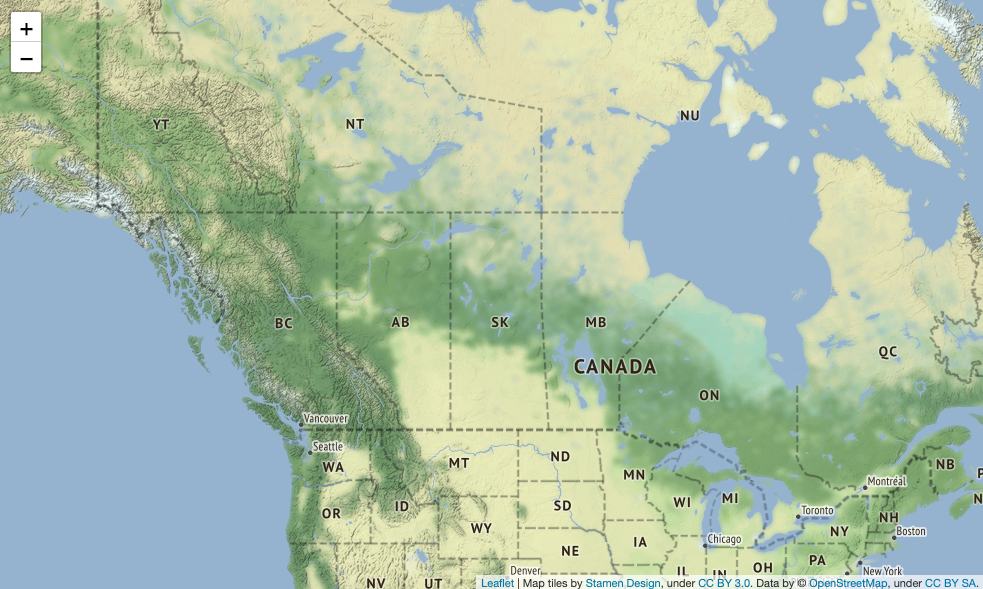 +
−
YT
NT
NU
BC
AB
SK
MB
CANADA
QC
ON
Vancouver
Seattle
WA
MT
ND
MN
NB
OR
ID
SD
WI
MI
Montréal
Toronto
NH
WY
NY
Boston
IA
Chicago
NE
PA
OH
Denver
New York
NV
UT
IL
IN
P
N
Leaflet | Map tiles by Stamen Design, under CC BY 3.0. Data by © OpenStreetMap, under CC BY SA.